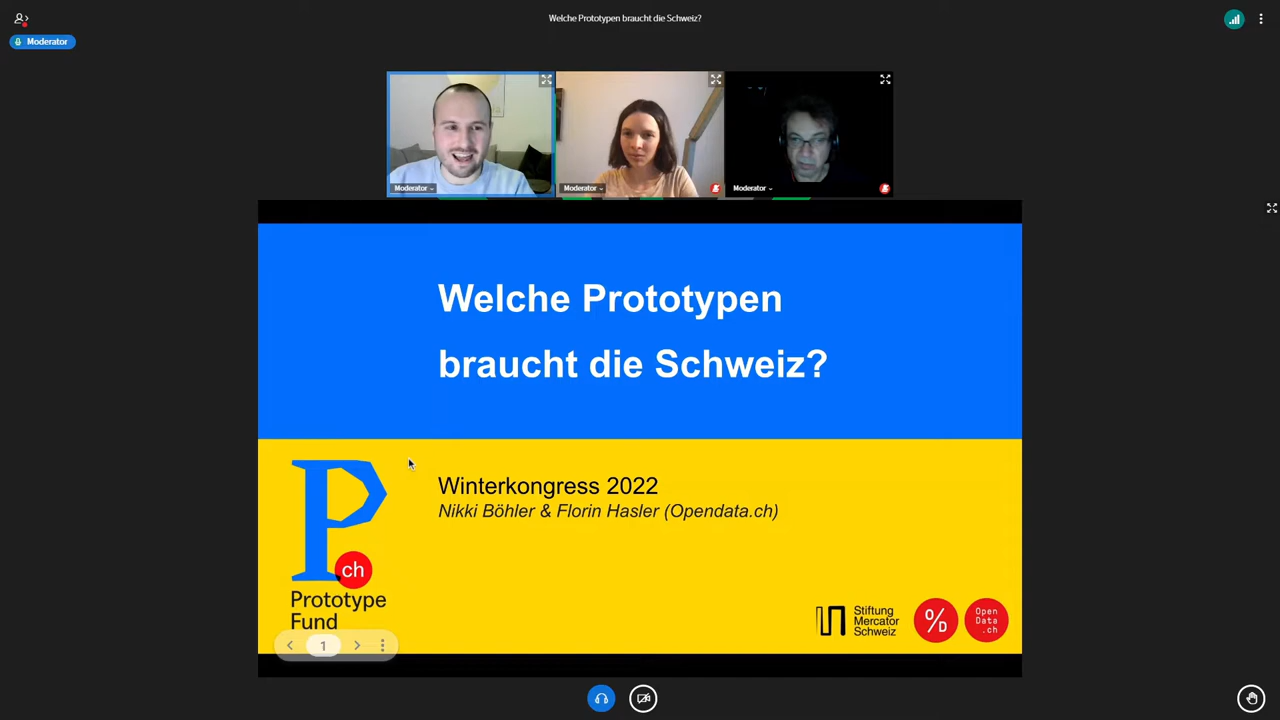 Welche Prototypen braucht die Schweiz?
Moderator
Moderator
Moderator
Moderator
Welche Prototypen
braucht die Schweiz?
Winterkongress 2022
Nikki Böhler & Florin Hasler (Opendata.ch)
P
ch
Prototype
Fund
Stiftung
Mercator
Schweiz
%D
Open
Data
.ch
1